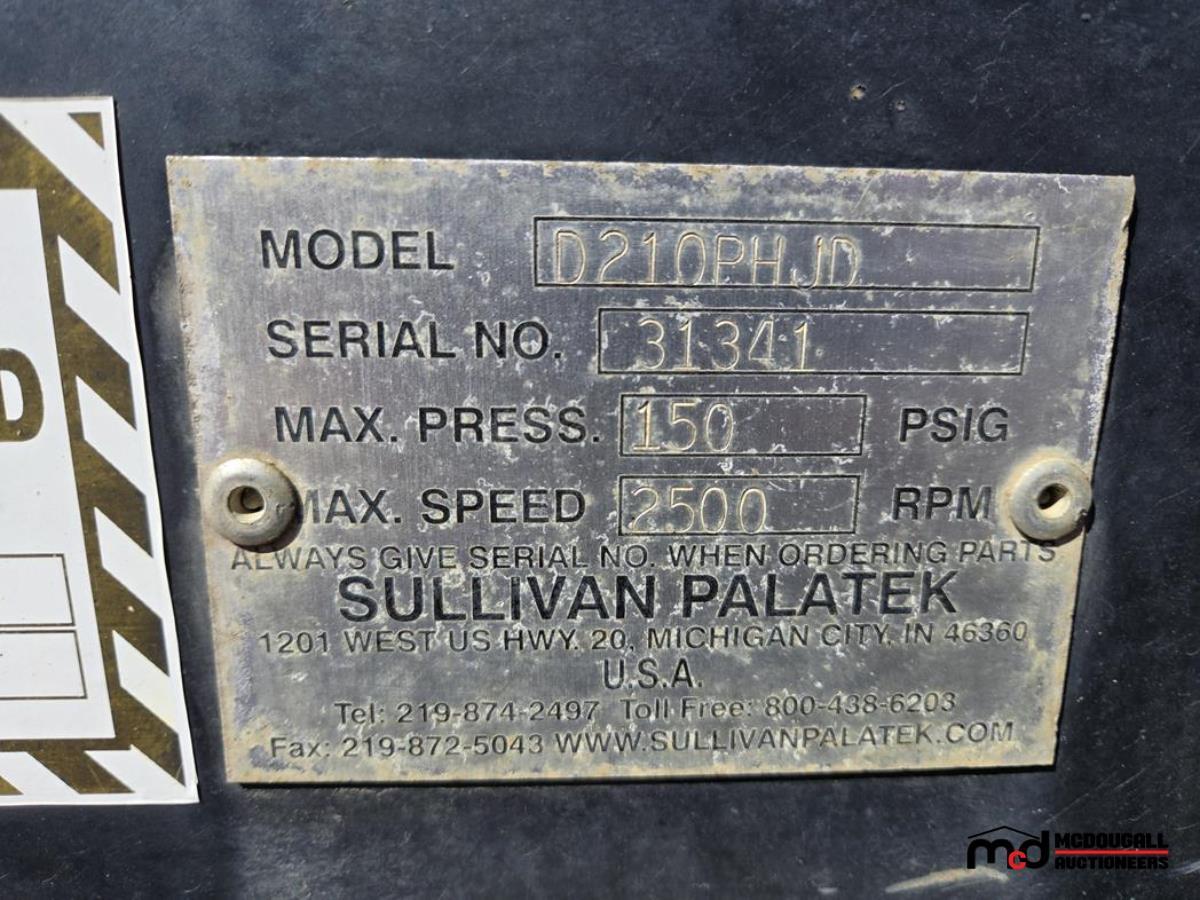 MODEL D210PHJD
SERIAL NO. 31341
MAX. PRESS. 150 PSIG
MAX. SPEED 2500 RPM
ALWAYS GIVE SERIAL NO. WHEN ORDERING PARTS
SULLIVAN PALATEK
1201 WEST US HWY. 20, MICHIGAN CITY, IN 46360
U.S.A.
Tel: 219-874-2497 Toll Free: 800-438-6203
Fax: 219-872-5043 WWW.SULLIVANPALATEK.COM
D
mcd MCDOUGALL
AUCTIONEERS